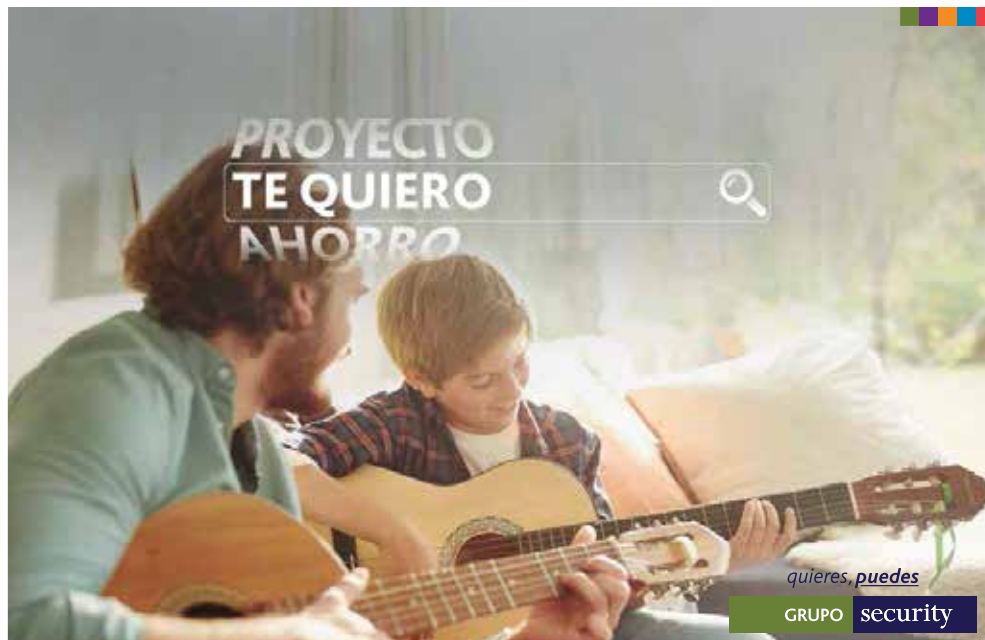 PROYECTO
TE QUIERO
AHORRO
quieres, puedes
GRUPO security